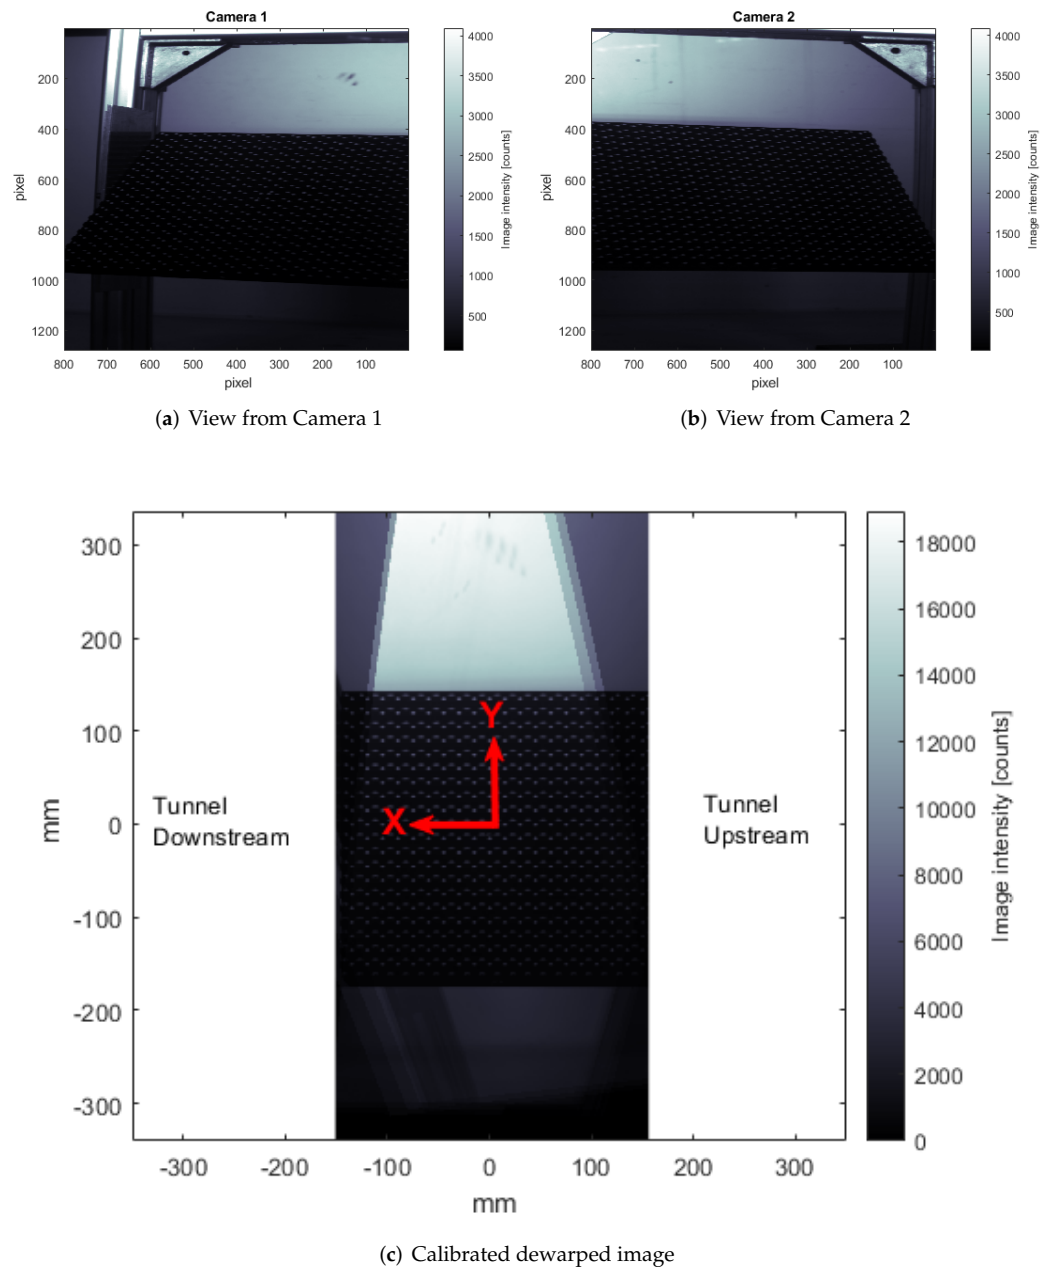 Camera 1
200
400
600
800
1000
1200
pixel
800 700 600 500 400 300 200 100
pixel
4000
3500
3000
2500
2000
1500
1000
500
Image intensity [counts]
(a) View from Camera 1
Camera 2
200
400
600
800
1000
1200
pixel
800 700 600 500 400 300 200 100
pixel
4000
3500
3000
2500
2000
1500
1000
500
Image intensity [counts]
(b) View from Camera 2
300
200
100
0
-100
-200
-300
mm
Y
X
Tunnel
Downstream
Tunnel
Upstream
-300 -200 -100 0 100 200 300
mm
18000
16000
14000
12000
10000
8000
6000
4000
2000
0
Image intensity [counts]
(c) Calibrated dewarped image